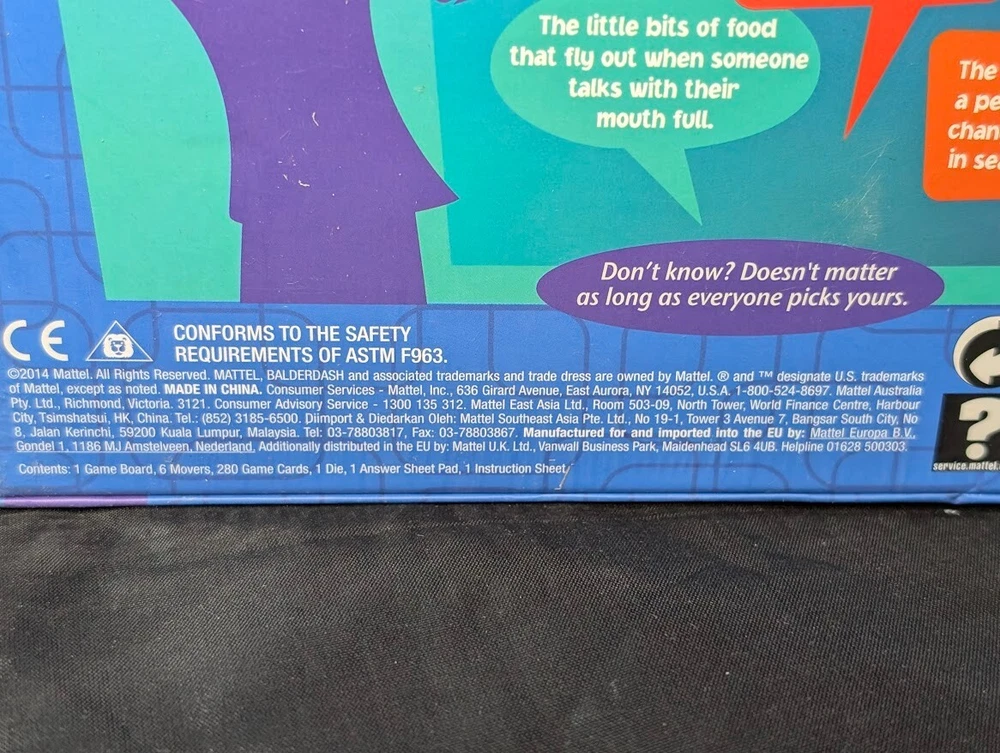 The little bits of food
that fly out when someone
talks with their
mouth full.
The
a pe
chan
in se
Don't know? Doesn't matter
as long as everyone picks yours.
CE
CONFORMS TO THE SAFETY
REQUIREMENTS OF ASTM F963.
©2014 Mattel. All Rights Reserved. MATTEL, BALDERDASH and associated trademarks and trade dress are owned by Mattel. ® and ™ designate U.S. trademarks
of Mattel, except as noted. MADE IN CHINA. Consumer Services - Mattel, Inc., 636 Girard Avenue, East Aurora, NY 14052, U.S.A. 1-800-524-8697. Mattel Australia
Pty. Ltd., Richmond, Victoria. 3121. Consumer Advisory Service - 1300 135 312. Mattel East Asia Ltd., Room 503-09, North Tower, World Finance Centre, Harbour
City, Tsimshatsui, HK, China. Tel.: (852) 3185-6500. Diimport & Diedarkan Oleh: Mattel Southeast Asia Pte. Ltd., No 19-1, Tower 3 Avenue 7, Bangsar South City, No
8, Jalan Kerinchi, 59200 Kuala Lumpur, Malaysia. Tel: 03-78803817, Fax: 03-78803867. Manufactured for and imported into the EU by: Mattel Europa B.V.,
Gondel 1, 1186 MJ Amstelveen, Nederland. Additionally distributed in the EU by: Mattel U.K. Ltd., Vanwall Business Park, Maidenhead SL6 4UB. Helpline 01628 500303.
Contents: 1 Game Board, 6 Movers, 280 Game Cards, 1 Die, 1 Answer Sheet Pad, 1 Instruction Sheet
?
service.mattel.